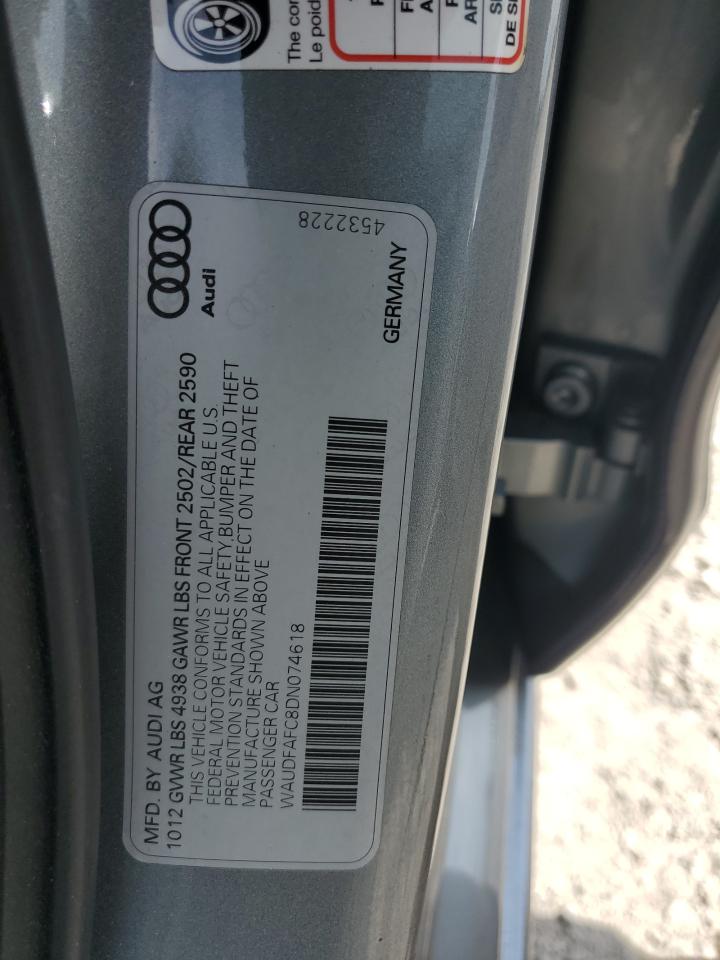 The
Le
MFD. BY AUDI AG
1012 GVWR LBS 4938 GAWR LBS FRONT 2502/REAR 2590
THIS VEHICLE CONFORMS TO ALL APPLICABLE U.S.
FEDERAL MOTOR VEHICLE SAFETY,BUMPER AND THEFT
PREVENTION STANDARDS IN EFFECT ON THE DATE OF
MANUFACTURE SHOWN ABOVE
PASSENGER CAR
WAUDFAFC8DN074618
Audi
GERMANY
4532228